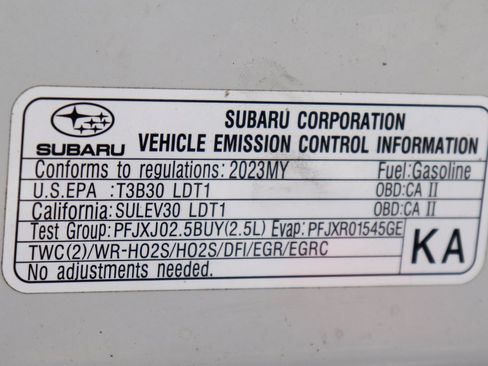 SUBARU
SUBARU CORPORATION
VEHICLE EMISSION CONTROL INFORMATION
Conforms to regulations: 2023MY Fuel:Gasoline
U.S.EPA :T3B30 LDT1 OBD:CA II
California: SULEV30 LDT1 OBD:CA II
Test Group:PFJXJ02.5BUY(2.5L) Evap:PFJXR01545GE
TWC(2)/WR-HO2S/HO2S/DFI/EGR/EGRC
No adjustments needed.
KA